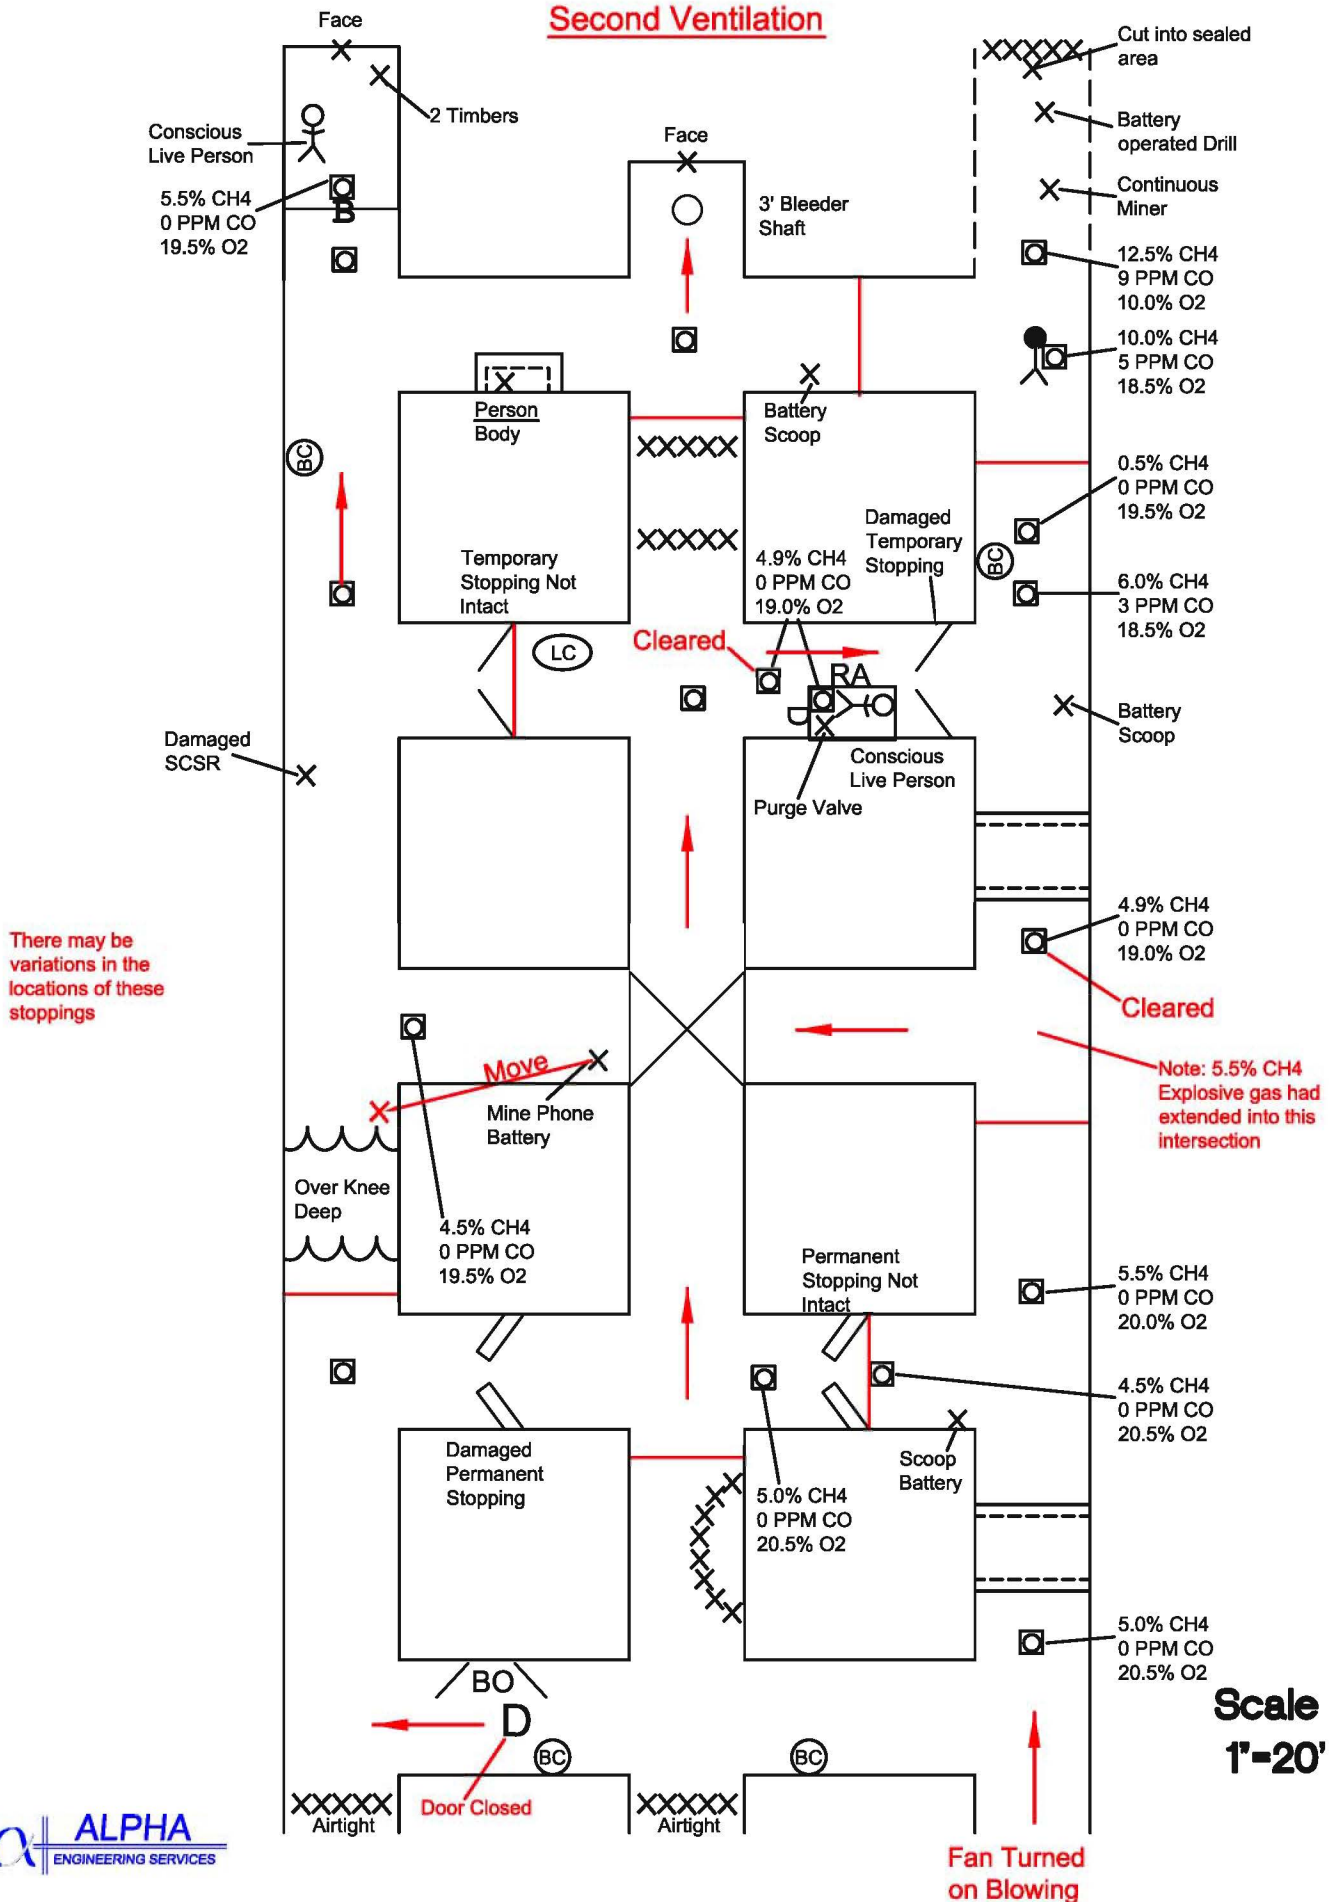 Second Ventilation
Face
Cut into sealed
area
2 Timbers
Conscious
Live Person
Battery
operated Drill
Face
Continuous
Miner
5.5% CH4
0 PPM CO
19.5% O2
B
3' Bleeder
Shaft
12.5% CH4
9 PPM CO
10.0% O2
10.0% CH4
5 PPM CO
18.5% O2
Person
Body
Battery
Scoop
BC
0.5% CH4
0 PPM CO
19.5% O2
Damaged
Temporary
Stopping
BC
Temporary
Stopping Not
Intact
4.9% CH4
0 PPM CO
19.0% O2
6.0% CH4
3 PPM CO
18.5% O2
Cleared
LC
RA
D
Battery
Scoop
Damaged
SCSR
Conscious
Live Person
Purge Valve
There may be
variations in the
locations of these
stoppings
4.9% CH4
0 PPM CO
19.0% O2
Cleared
Move
Note: 5.5% CH4
Explosive gas had
extended into this
intersection
Mine Phone
Battery
Over Knee
Deep
4.5% CH4
0 PPM CO
19.5% O2
Permanent
Stopping Not
Intact
5.5% CH4
0 PPM CO
20.0% O2
4.5% CH4
0 PPM CO
20.5% O2
Damaged
Permanent
Stopping
Scoop
Battery
5.0% CH4
0 PPM CO
20.5% O2
5.0% CH4
0 PPM CO
20.5% O2
BO
D
Scale
1"=20'
BC
BC
Door Closed
Airtight
Airtight
ALPHA
ENGINEERING SERVICES
Fan Turned
on Blowing